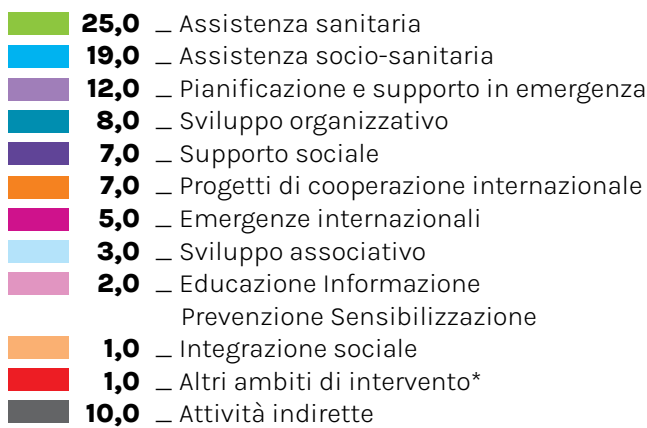 25,0 _ Assistenza sanitaria
19,0 _ Assistenza socio-sanitaria
12,0 _ Pianificazione e supporto in emergenza
8,0 _ Sviluppo organizzativo
7,0 _ Supporto sociale
7,0 _ Progetti di cooperazione internazionale
5,0 _ Emergenze internazionali
3,0 _ Sviluppo associativo
2,0 _ Educazione Informazione
Prevenzione Sensibilizzazione
1,0 _ Integrazione sociale
1,0 _ Altri ambiti di intervento*
10,0 _ Attività indirette